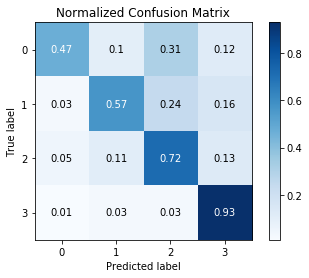 Normalized Confusion Matrix
True label
0 0.47 0.1 0.31 0.12
1 0.03 0.57 0.24 0.16
2 0.05 0.11 0.72 0.13
3 0.01 0.03 0.03 0.93
0 1 2 3
Predicted label
0.8
0.6
0.4
0.2